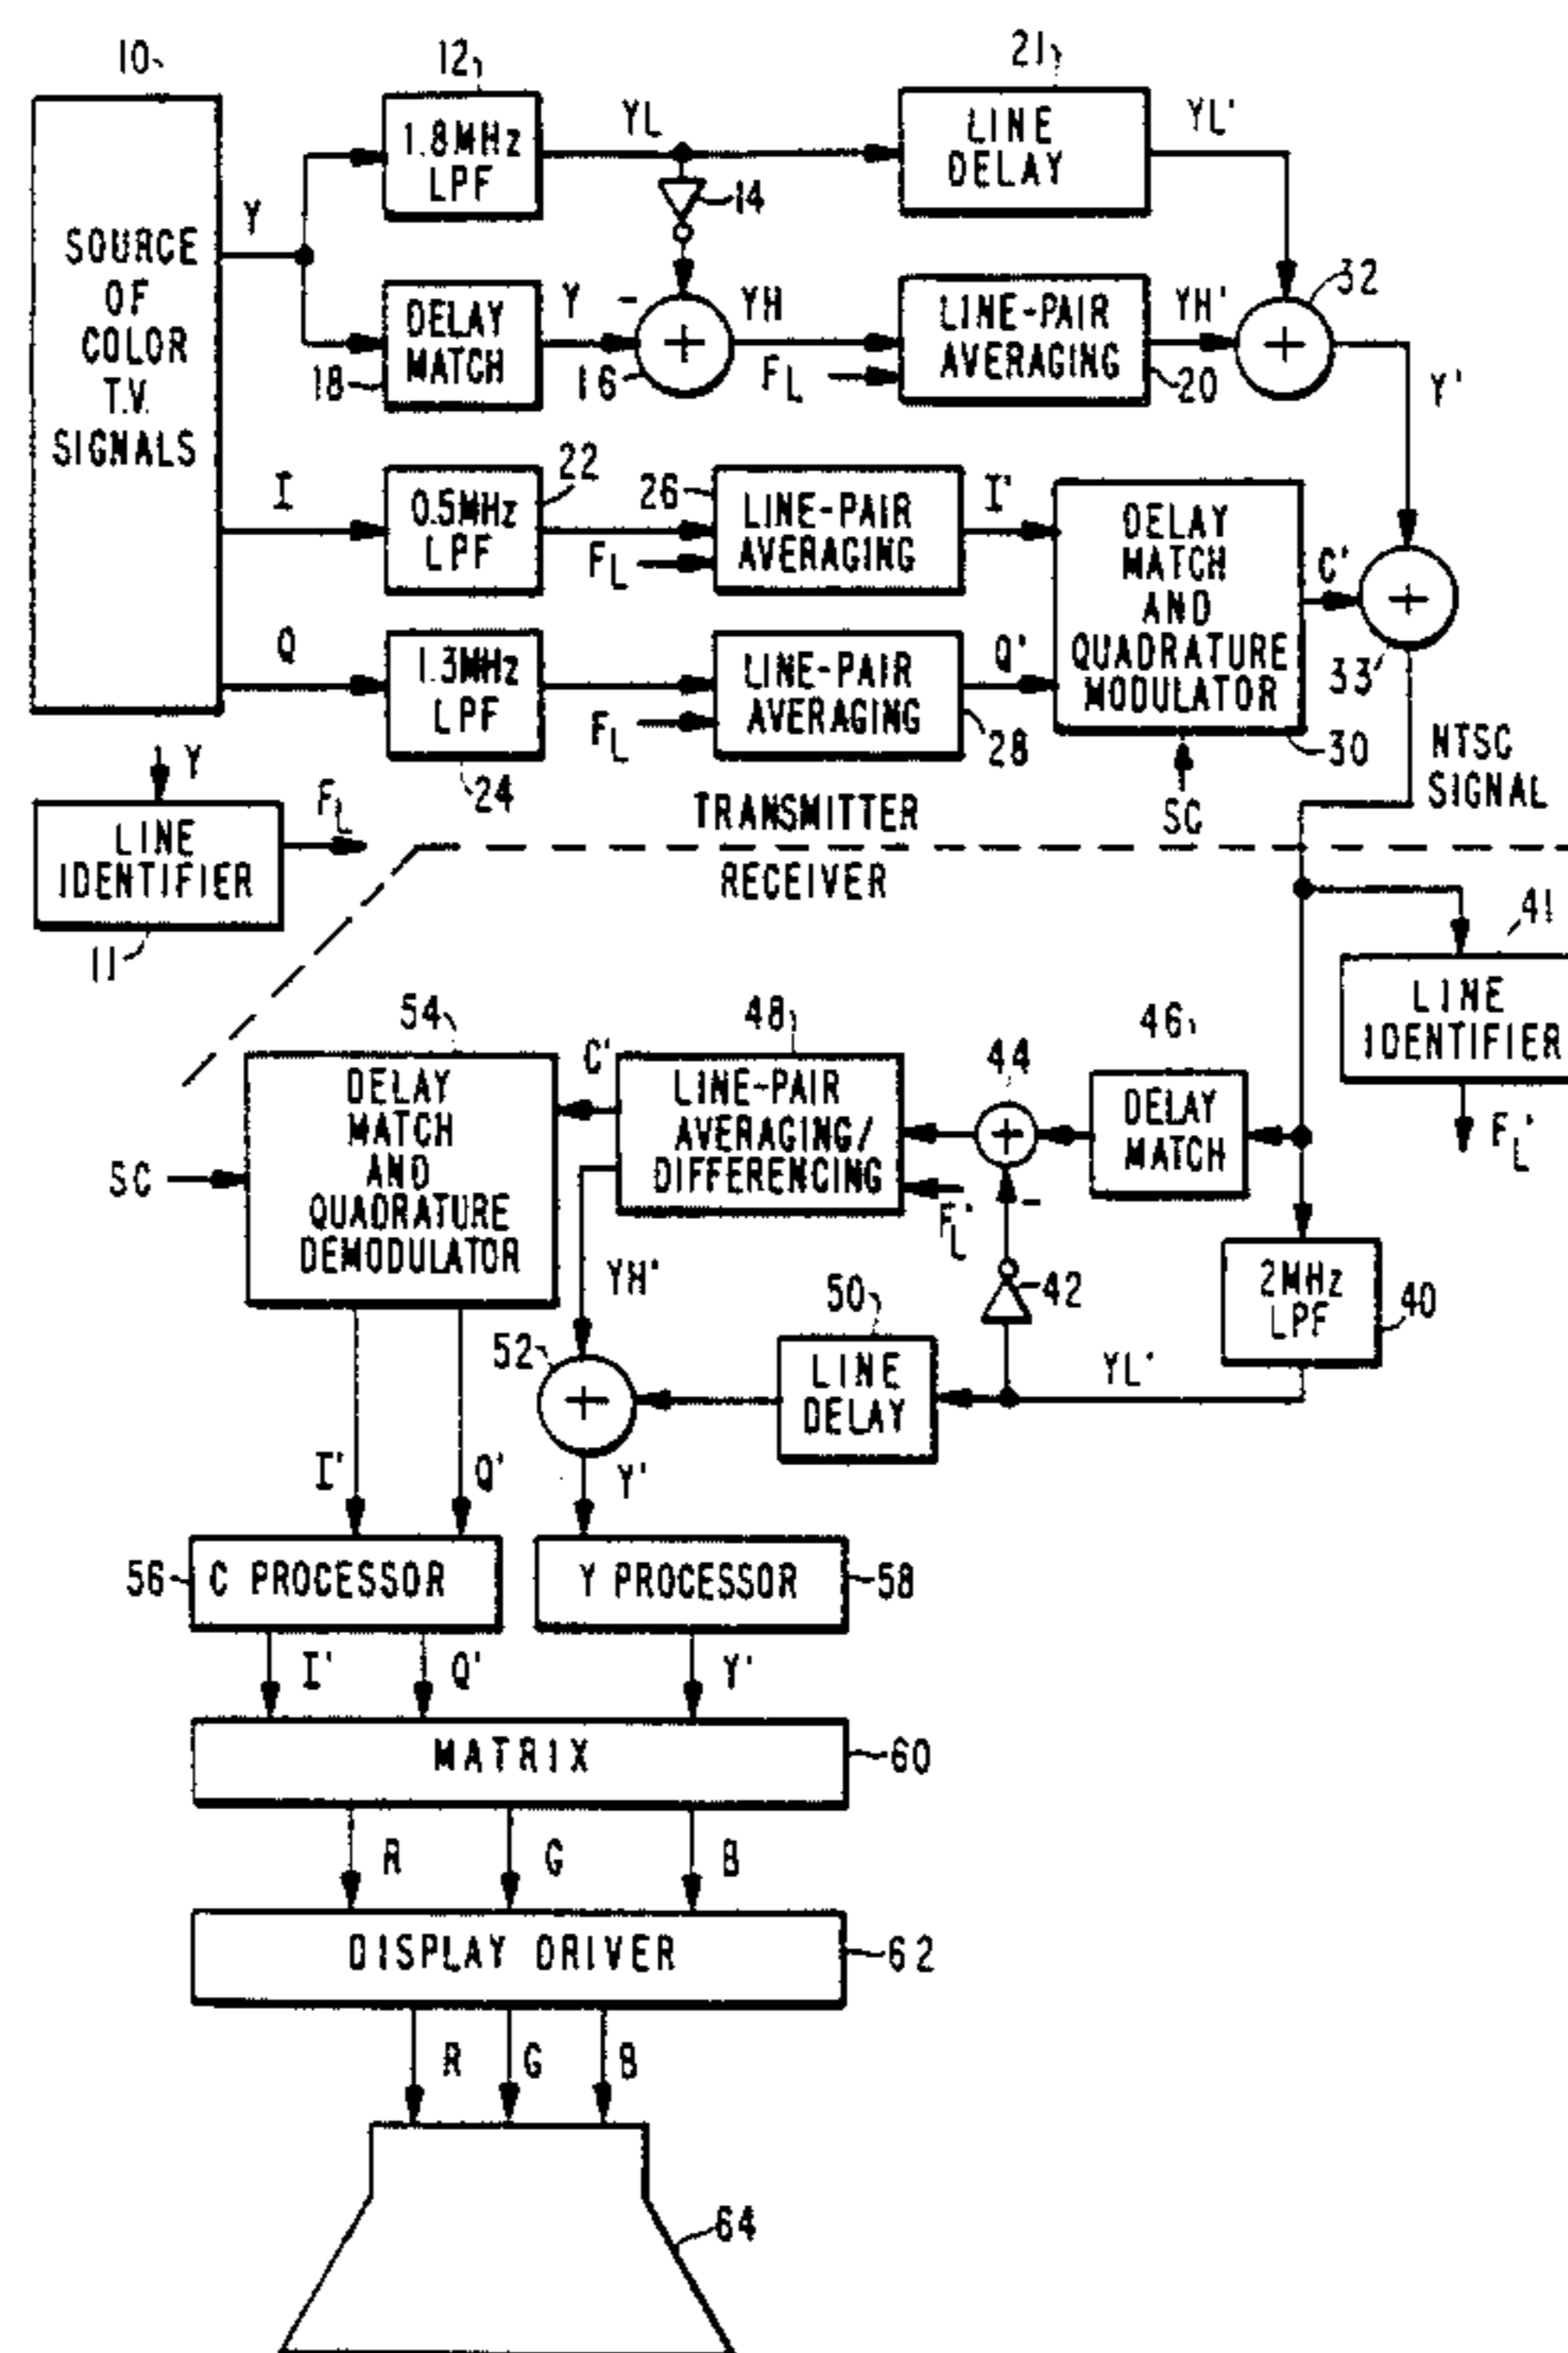 10
SOURCE
OF
COLOR
T.V.
SIGNALS
Y
12
1.8MHz
LPF
YL
14
21
LINE
DELAY
YL'
18
DELAY
MATCH
Y
-
+
16
YH
FL
LINE-PAIR
AVERAGING
20
YH'
+
32
Y'
I
0.5MHz
LPF
22
FL
26
LINE-PAIR
AVERAGING
I'
Q
1.3MHz
LPF
24
FL
LINE-PAIR
AVERAGING
28
Q'
DELAY
MATCH
AND
QUADRATURE
MODULATOR
30
SC
C'
+
33
NTSC
SIGNAL
Y
LINE
IDENTIFIER
11
FL
TRANSMITTER
RECEIVER
41
LINE
IDENTIFIER
FL'
46
DELAY
MATCH
44
+
-
42
2MHz
LPF
40
YL'
50
LINE
DELAY
48
LINE-PAIR
AVERAGING/
DIFFERENCING
FL'
C'
YH'
54
DELAY
MATCH
AND
QUADRATURE
DEMODULATOR
SC
52
+
I'
Q'
Y'
56
C PROCESSOR
Y PROCESSOR
58
I'
Q'
Y'
MATRIX
60
R
G
B
DISPLAY DRIVER
62
R
G
B
64